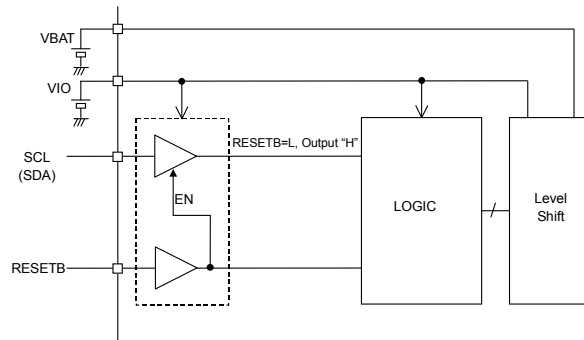 VBAT
VIO
SCL
(SDA)
RESETB=L, Output “H”
EN
LOGIC
Level
Shift
RESETB